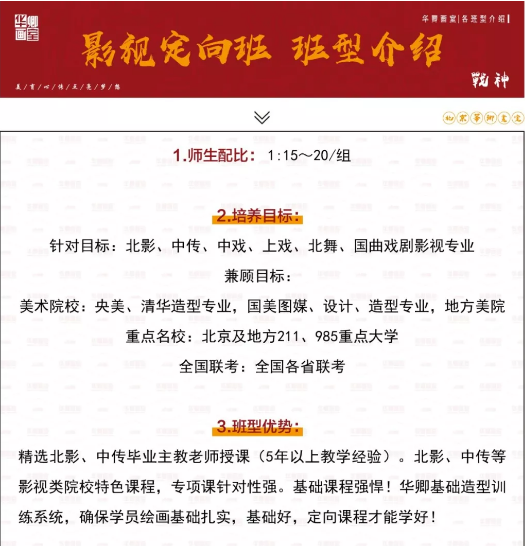 华卿画室
华卿画室|各班型介绍
影视定向班 班型介绍
美/育/心/传/点/亮/梦/想
战神
北京华卿画室
1.师生配比：1:15～20/组
2.培养目标：
针对目标：北影、中传、中戏、上戏、北舞、国曲戏剧影视专业
兼顾目标：
美术院校：央美、清华造型专业，国美图媒、设计、造型专业，地方美院
重点名校：北京及地方211、985重点大学
全国联考：全国各省联考
3.班型优势：
精选北影、中传毕业主教老师授课（5年以上教学经验）。北影、中传等
影视类院校特色课程，专项课针对性强。基础课程强悍！华卿基础造型训
练系统，确保学员绘画基础扎实，基础好，定向课程才能学好！